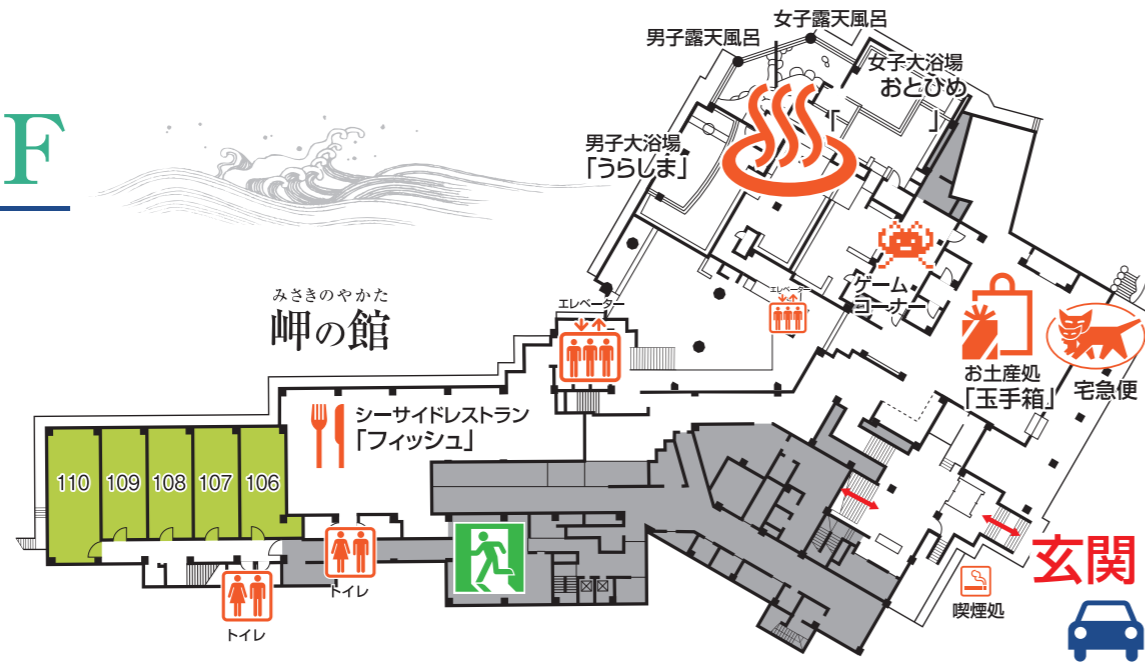 F
女子露天風呂
男子露天風呂
女子大浴場
「おとひめ」
男子大浴場
「うらしま」
みさきのやかた
岬の館
エレベーター
エレベーター
ゲーム
コーナー
お土産処
「玉手箱」
宅急便
シーサイドレストラン
「フィッシュ」
110
109
108
107
106
トイレ
トイレ
喫煙処
玄関